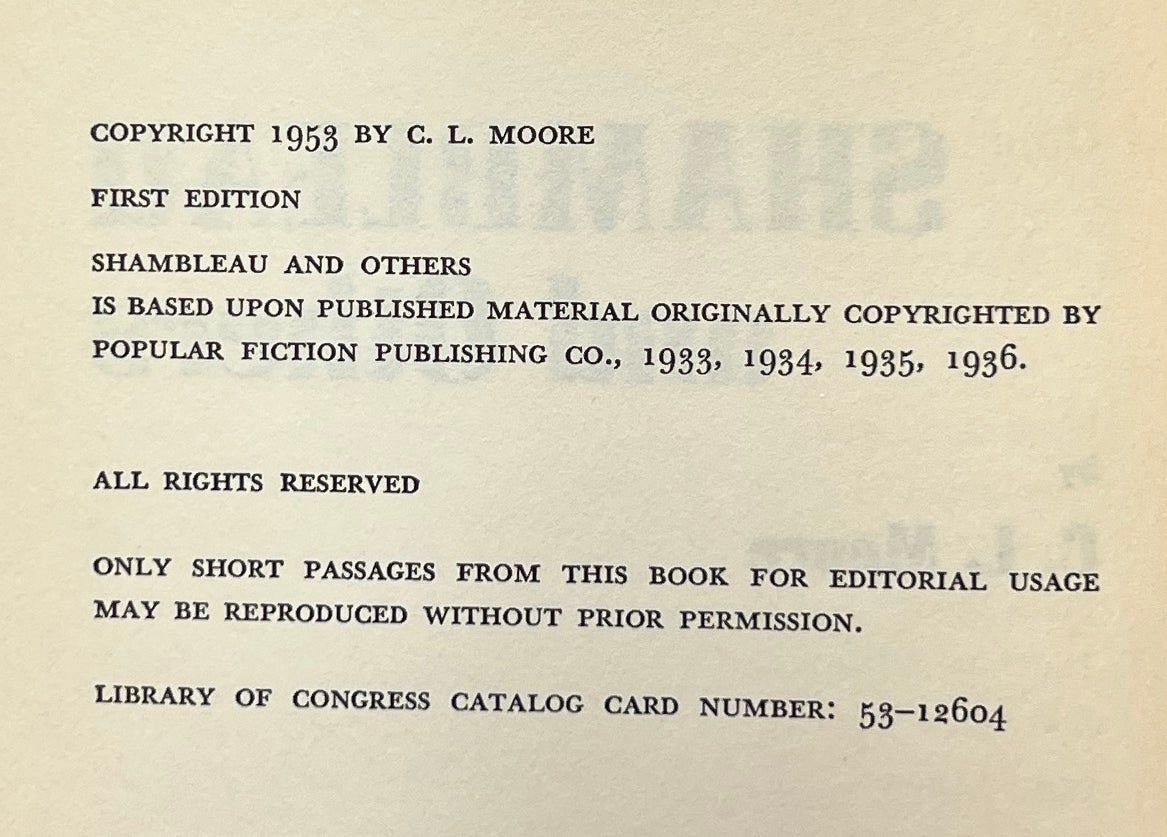 COPYRIGHT 1953 BY C. L. MOORE
FIRST EDITION
SHAMBLEAU AND OTHERS
IS BASED UPON PUBLISHED MATERIAL ORIGINALLY COPYRIGHTED BY
POPULAR FICTION PUBLISHING CO., 1933, 1934, 1935, 1936.
ALL RIGHTS RESERVED
ONLY SHORT PASSAGES FROM THIS BOOK FOR EDITORIAL USAGE
MAY BE REPRODUCED WITHOUT PRIOR PERMISSION.
LIBRARY OF CONGRESS CATALOG CARD NUMBER: 53–12604